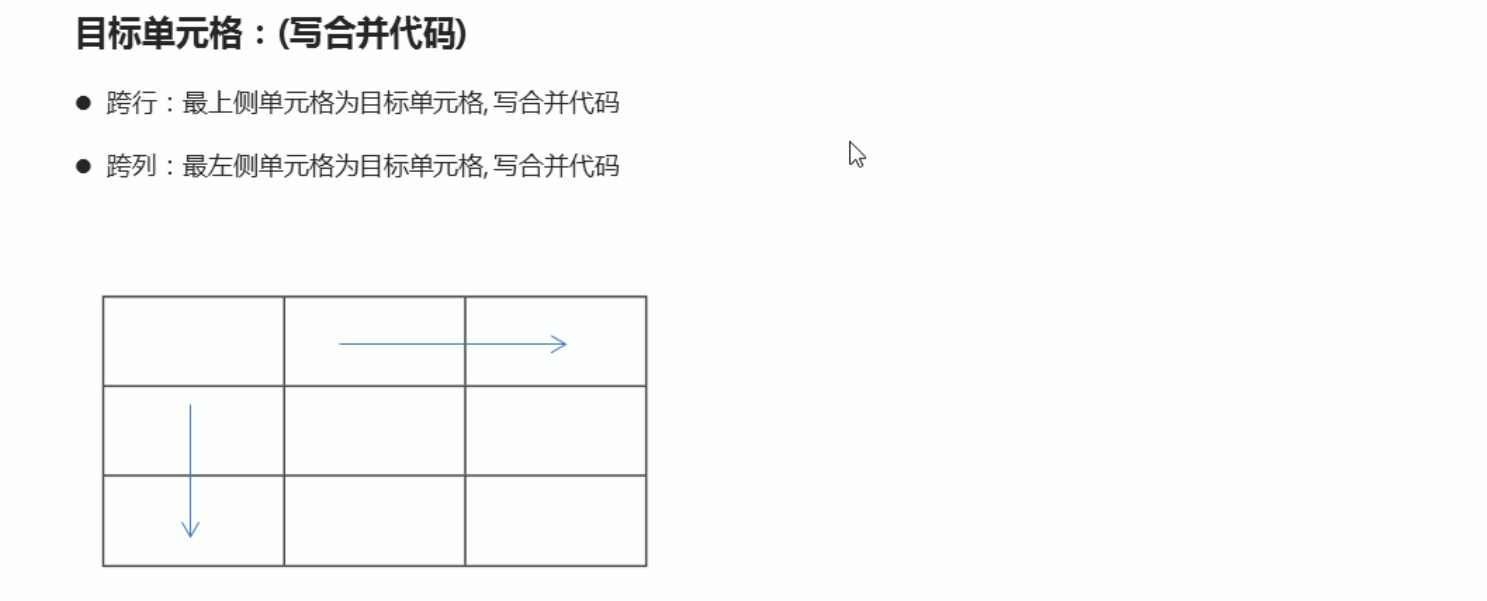 目标单元格：(写合并代码)
● 跨行：最上侧单元格为目标单元格, 写合并代码
● 跨列：最左侧单元格为目标单元格, 写合并代码